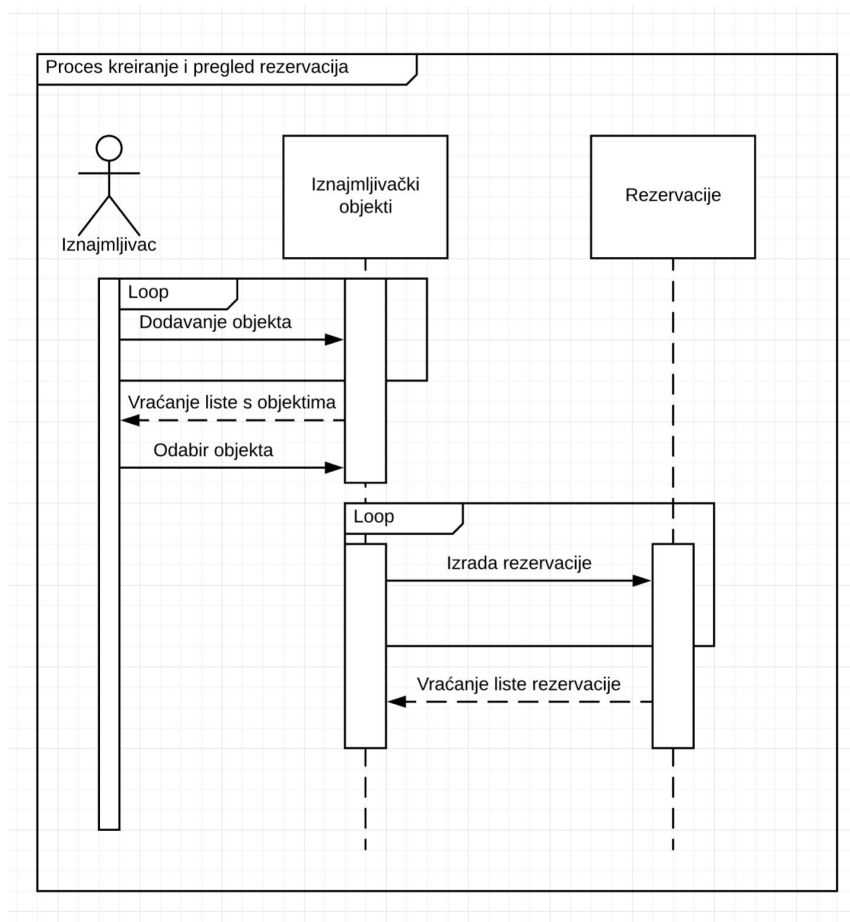 Proces kreiranje i pregled rezervacija
Iznajmljivački
objekti
Rezervacije
Iznajmljivac
Loop
Dodavanje objekta
Vraćanje liste s objektima
Odabir objekta
Loop
Izrada rezervacije
Vraćanje liste rezervacije